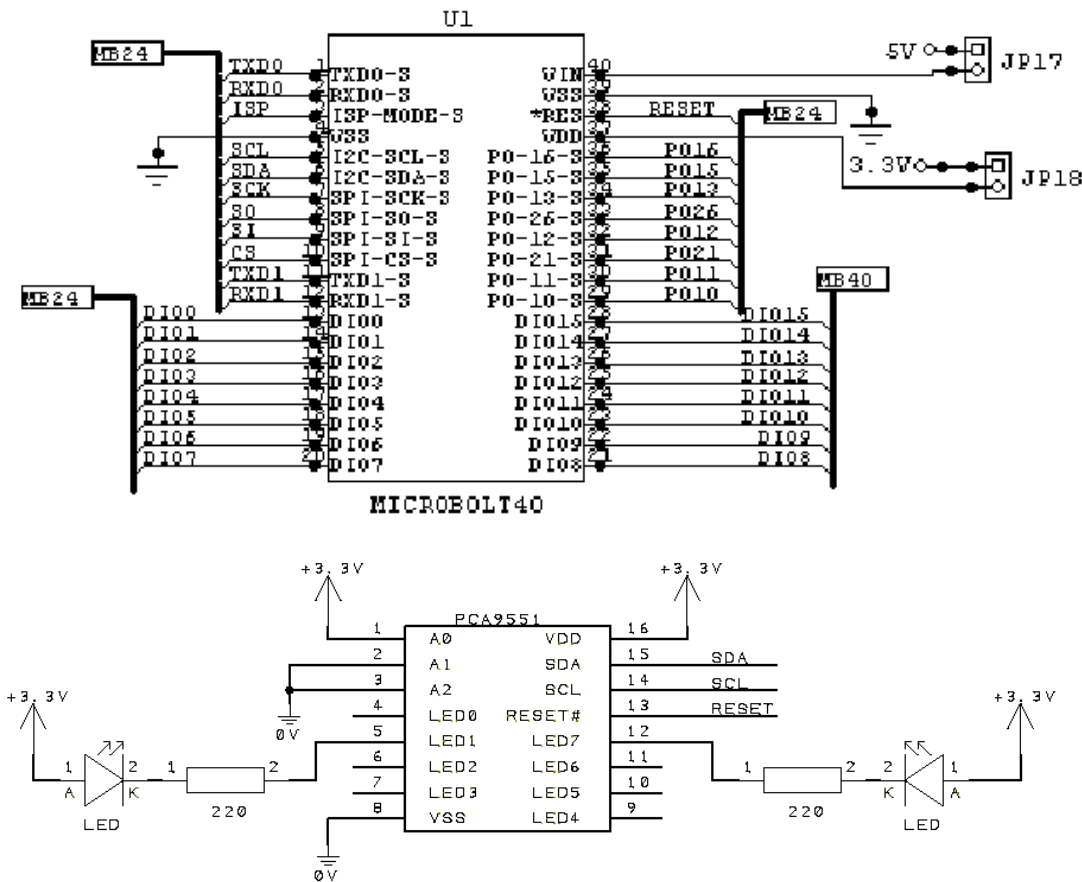 U1
MB24
TXD0 1 TXD0-S
RXD0 2 RXD0-S
ISP ISP-MODE-S
VSS
SCL I2C-SCL-S
SDA I2C-SDA-S
SCK SPI-SCK-S
SO SPI-SO-S
SI SPI-SI-S
CS SPI-CS-S
TXD1 TXD1-S
RXD1 RXD1-S
MB24
DIO0 DIO0
DIO1 DIO1
DIO2 DIO2
DIO3 DIO3
DIO4 DIO4
DIO5 DIO5
DIO6 DIO6
DIO7 DIO7
VIN 40
VSS
*RES RESET
VDD
P0-16-S P016
P0-15-S P015
P0-13-S P013
P0-26-S P026
P0-12-S P012
P0-21-S P021
P0-11-S P011
P0-10-S P010
DIO15 DIO15
DIO14 DIO14
DIO13 DIO13
DIO12 DIO12
DIO11 DIO11
DIO10 DIO10
DIO9 DIO9
DIO8 DIO8
5V JP17
MB24
3.3V JP18
MB40
MICROBOLT40
+3.3V
+3.3V
PCA9551
1 A0 VDD 16
2 A1 SDA 15 SDA
3 A2 SCL 14 SCL
4 LED0 RESET# 13 RESET
5 LED1 LED7 12
6 LED2 LED6 11
7 LED3 LED5 10
8 VSS LED4 9
0V
0V
+3.3V
1 2 1 2
A K
LED 220
+3.3V
1 2 2 1
K A
220 LED